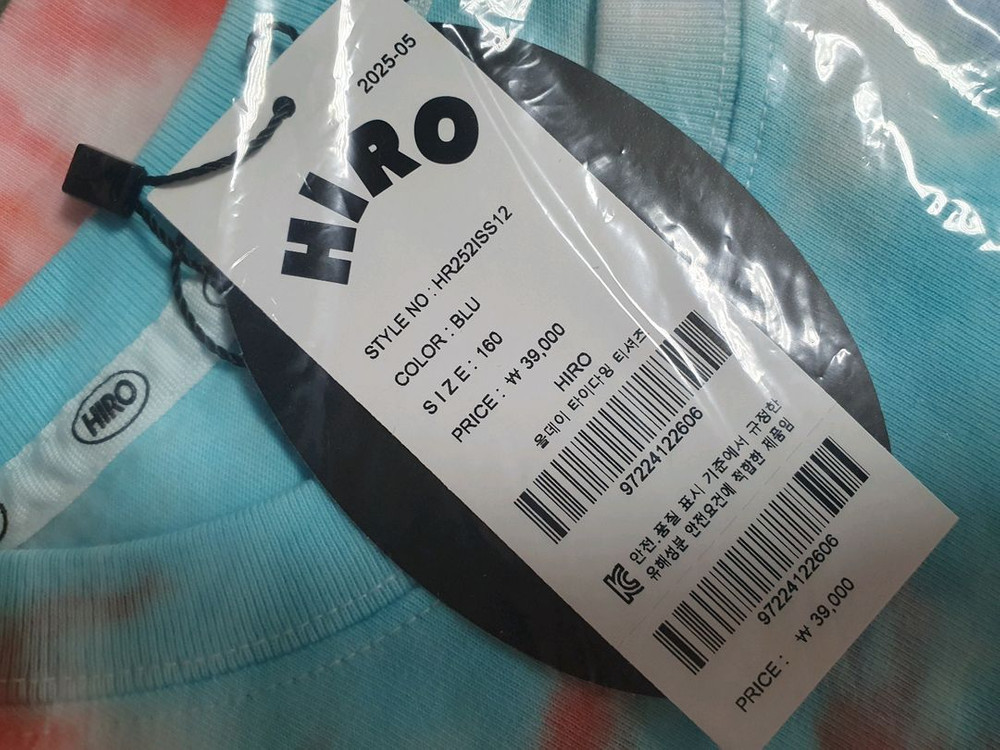 2025-05
HIRO
STYLE NO : HR252ISS12
COLOR : BLU
SIZE : 160
PRICE : ₩ 39,000
HIRO
올데이 타이다잉 티셔츠
97224122606
안전.품질 표시 기준에서 규정한
유해성분 안전요건에 적합한 제품임
97224122606
PRICE : ₩ 39,000
HIRO